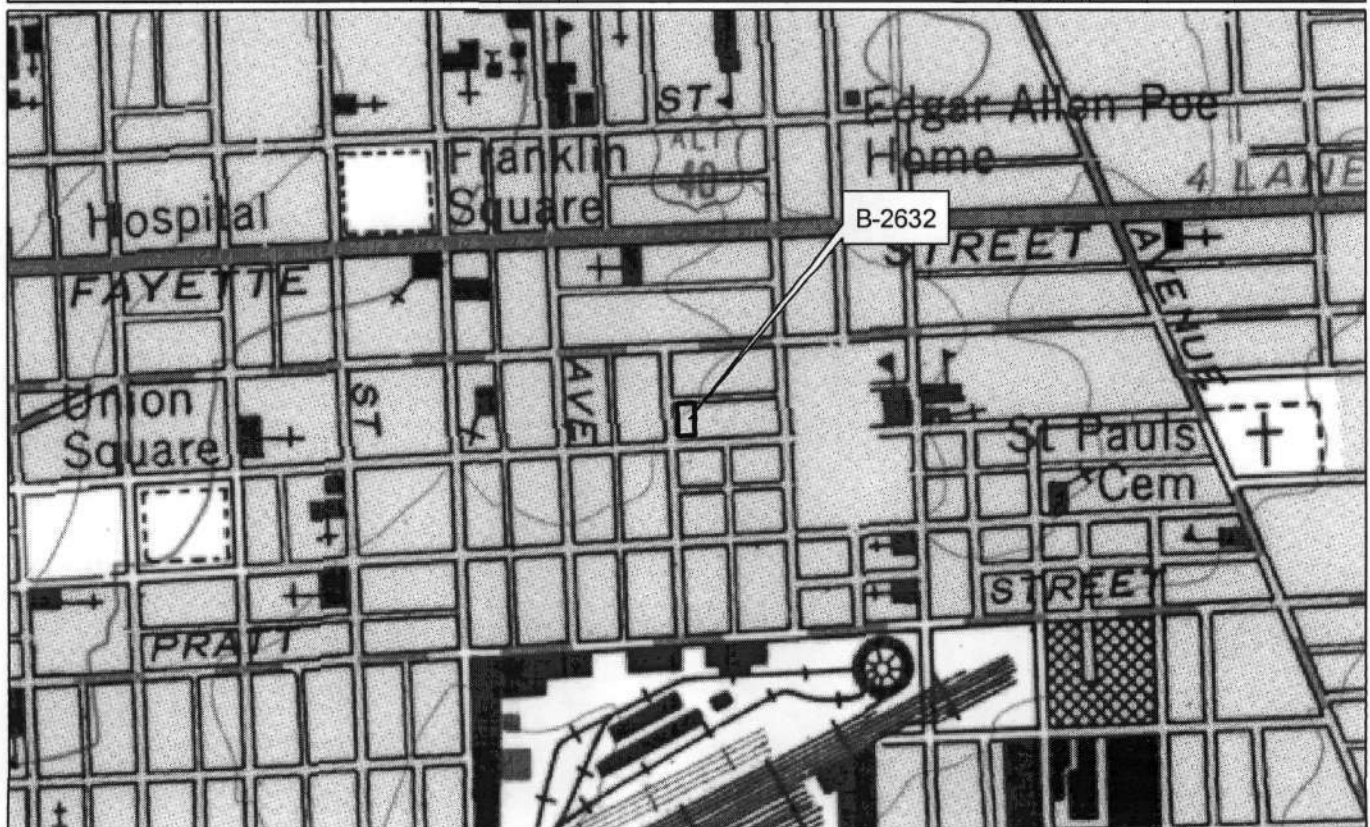 ST
Edgar Allen Poe
Home
ALT
40
Franklin
Square
4 LANE
Hospital
B-2632
STREET
FAYETTE
AVENUE
Union
Square
ST
AVE
St Pauls
Cem
STREET
PRATT